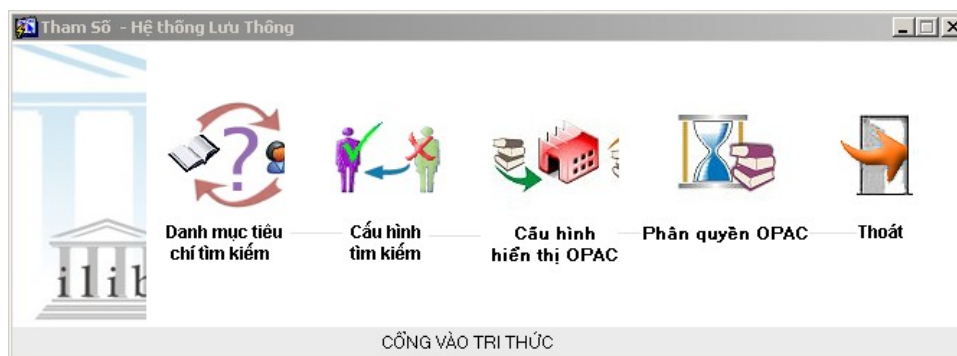 Tham Số - Hệ thống Lưu Thông
Danh mục tiêu
chí tìm kiếm
Cấu hình
tìm kiếm
Cấu hình
hiển thị OPAC
Phân quyền OPAC
Thoát
ilib
CỔNG VÀO TRI THỨC